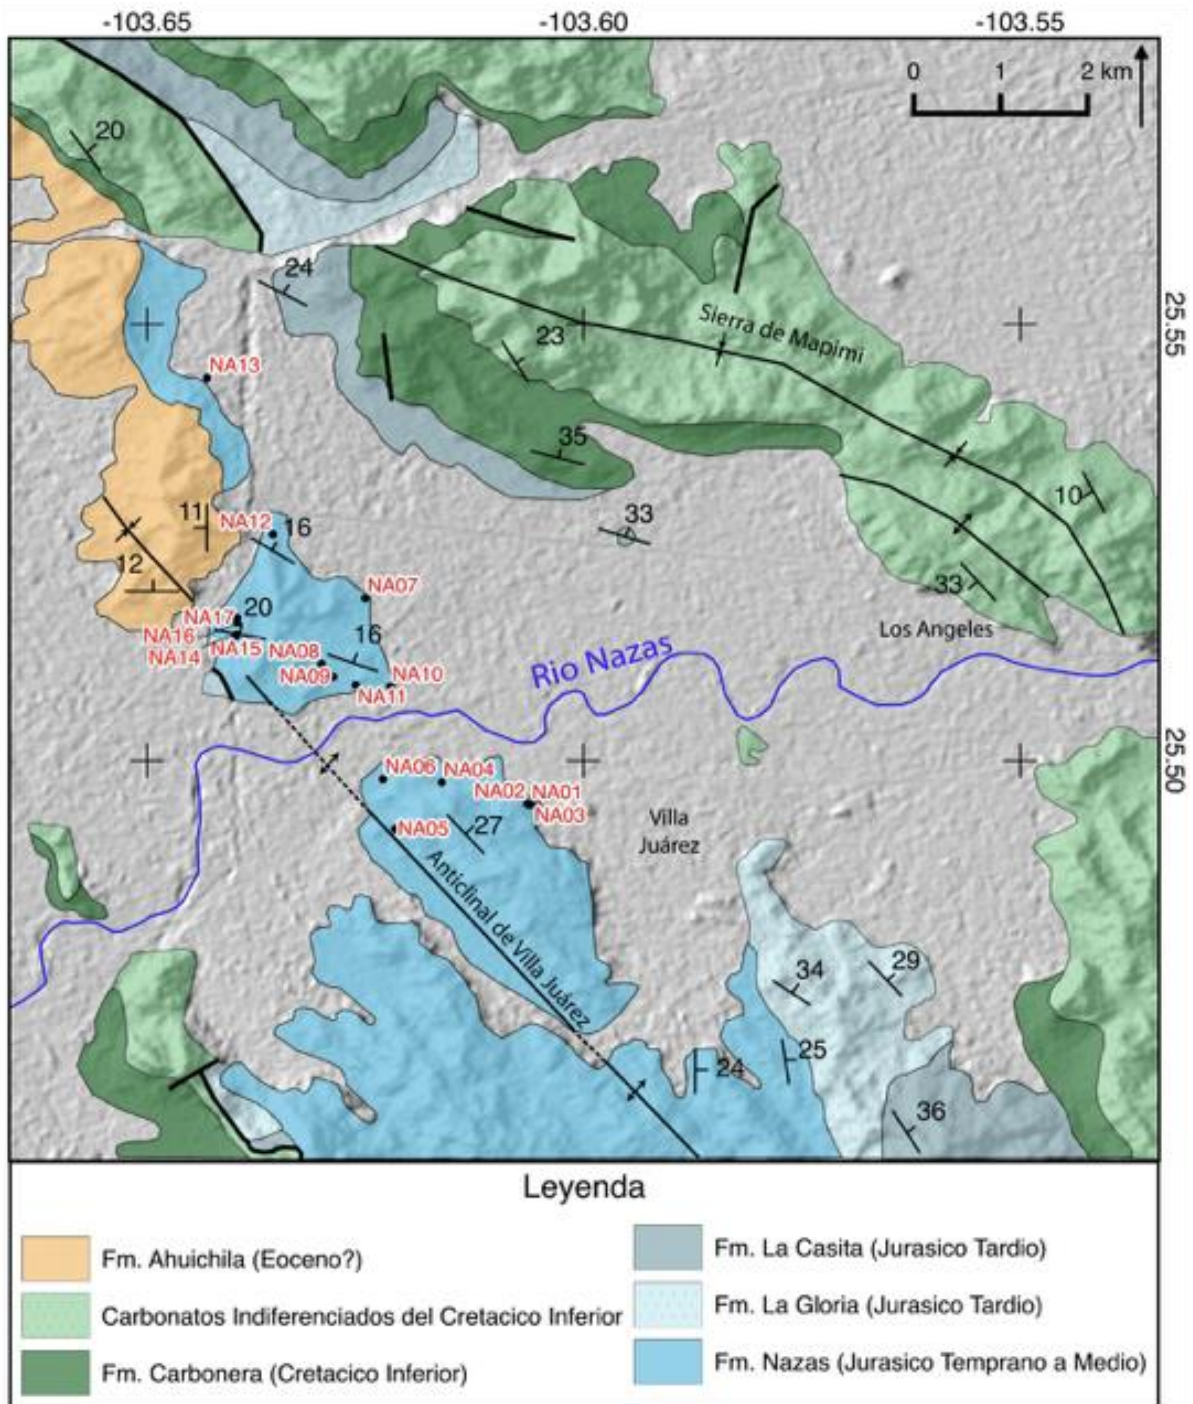 -103.65 -103.60 -103.55
0 1 2 km
20
24
25.55
Sierra de Mapimi
23
NA13
35
10
11
NA12 16
33
12
33
NA07
NA17 20
NA16
NA15 NA08 16
NA14
Los Angeles
NA09 NA10
NA11
Rio Nazas
25.50
NA06 NA04
NA02 NA01
NA03
Villa
Juárez
NA05 27
Anticlinal de Villa Juárez
34 29
25
24
36
Leyenda
Fm. Ahuichila (Eoceno?)
Carbonatos Indiferenciados del Cretacico Inferior
Fm. Carbonera (Cretacico Inferior)
Fm. La Casita (Jurasico Tardio)
Fm. La Gloria (Jurasico Tardio)
Fm. Nazas (Jurasico Temprano a Medio)